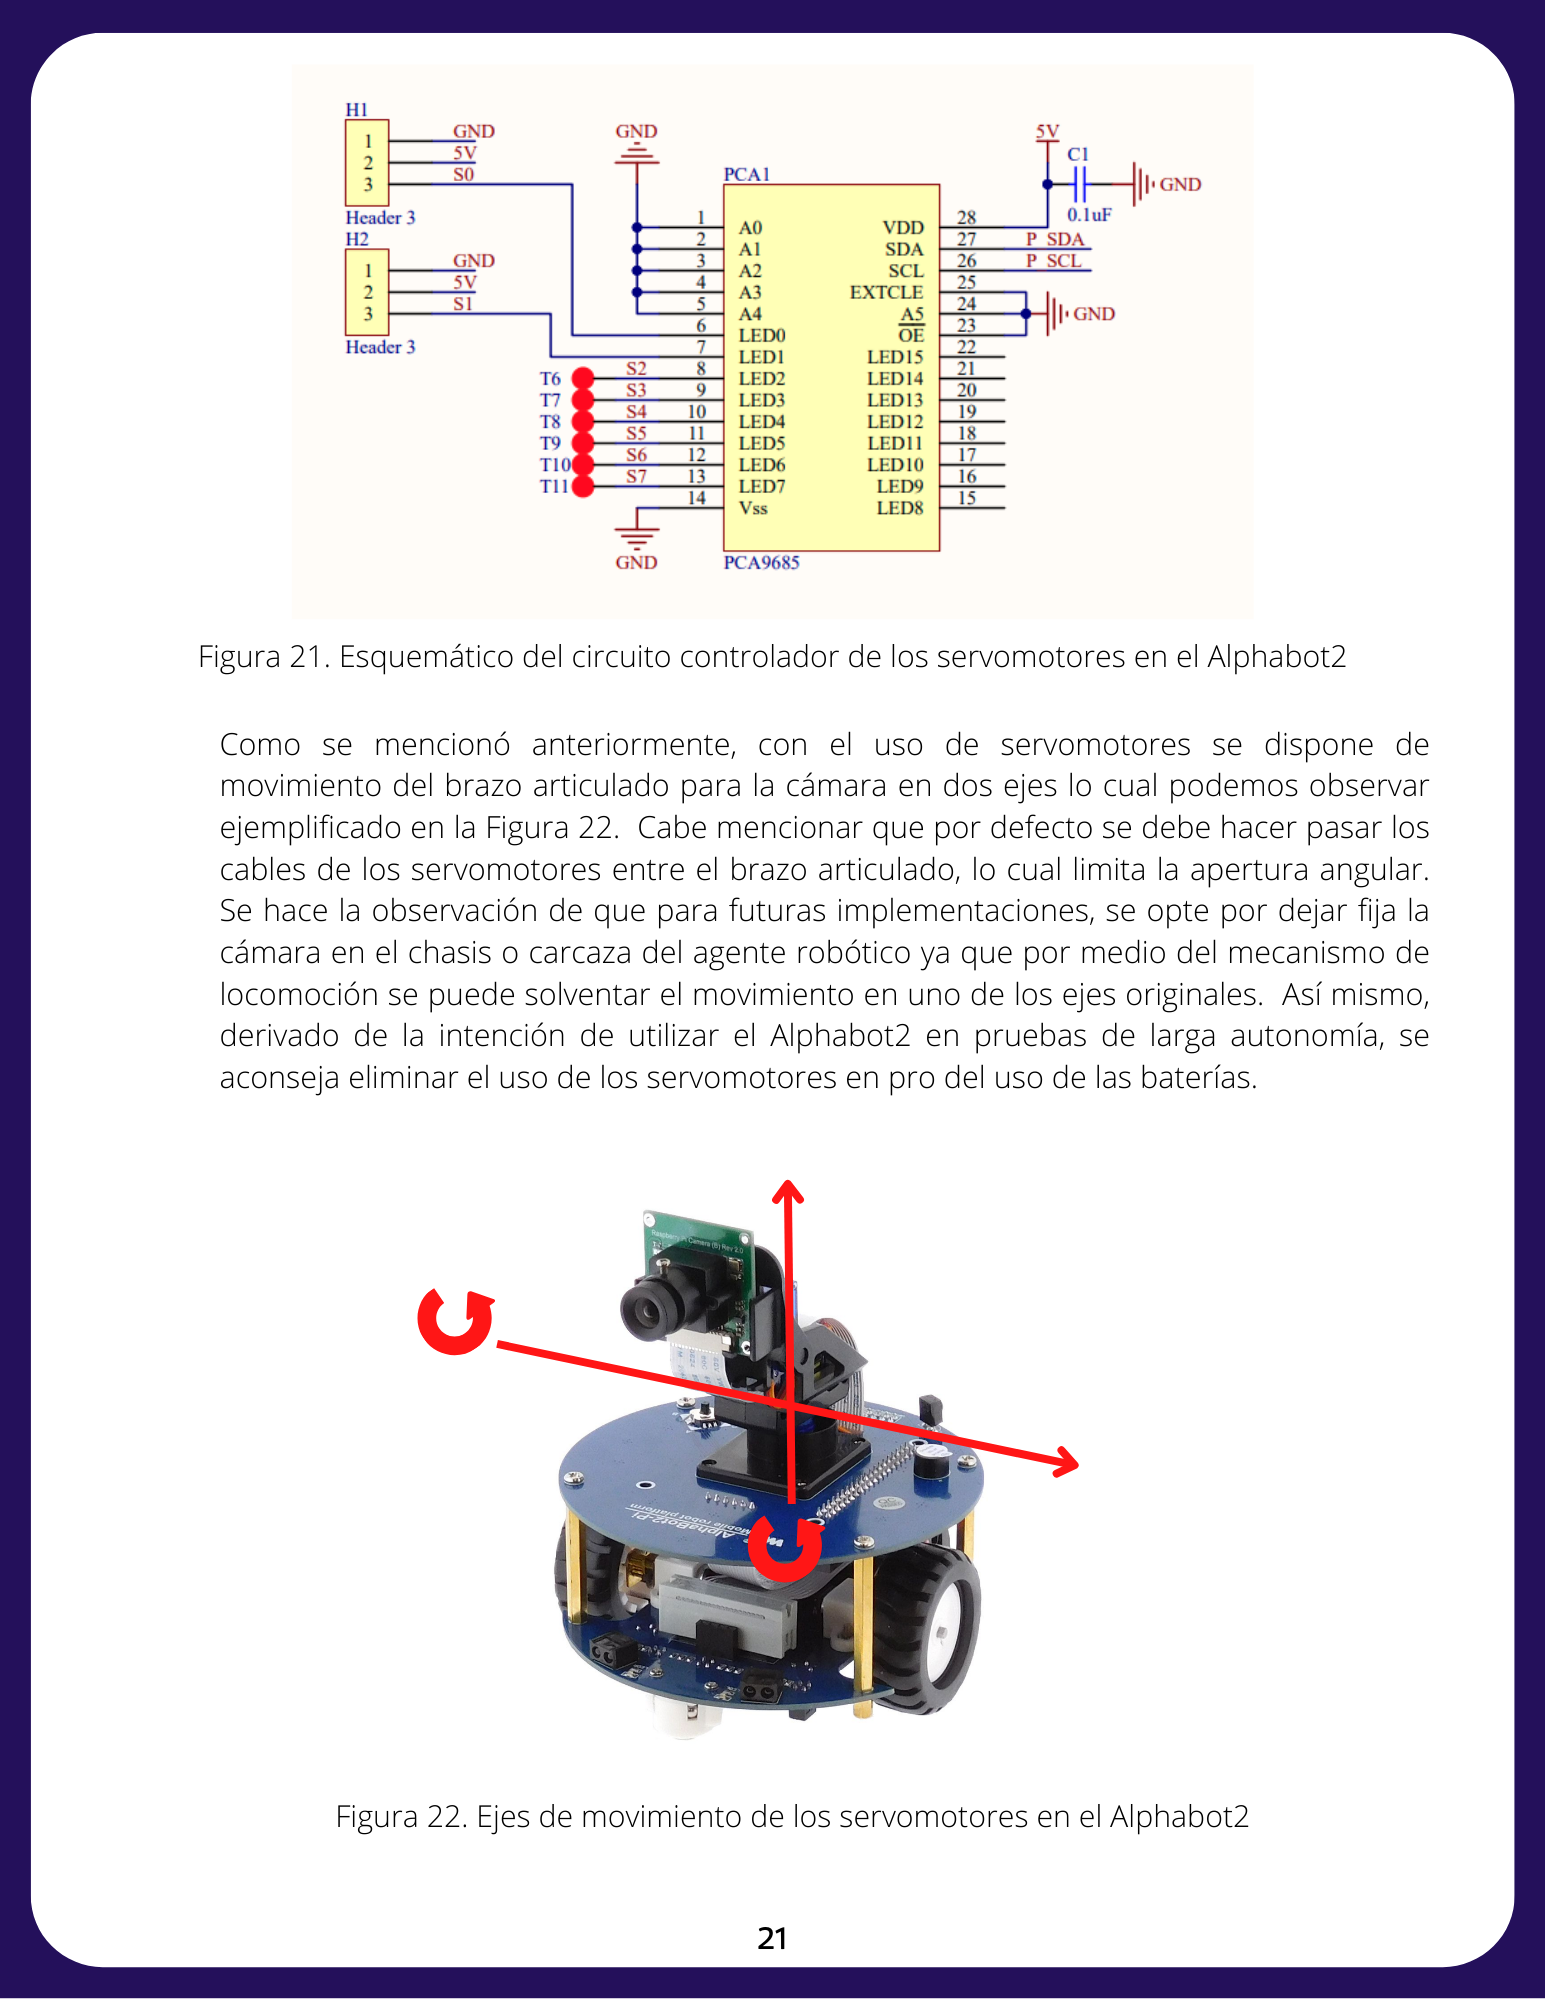 H1
1 GND
2 5V
3 S0
Header 3
H2
1 GND
2 5V
3 S1
Header 3
GND
PCA1
1 A0
2 A1
3 A2
4 A3
5 A4
6 LED0
7 LED1
T6 S2 8 LED2
T7 S3 9 LED3
T8 S4 10 LED4
T9 S5 11 LED5
T10 S6 12 LED6
T11 S7 13 LED7
14 Vss
GND
PCA9685
5V
C1
GND
0.1uF
VDD 28
SDA 27 P_SDA
SCL 26 P_SCL
EXTCLE 25
A5 24 GND
OE 23
LED15 22
LED14 21
LED13 20
LED12 19
LED11 18
LED10 17
LED9 16
LED8 15
Figura 21. Esquemático del circuito controlador de los servomotores en el Alphabot2
Como se mencionó anteriormente, con el uso de servomotores se dispone de
movimiento del brazo articulado para la cámara en dos ejes lo cual podemos observar
ejemplificado en la Figura 22. Cabe mencionar que por defecto se debe hacer pasar los
cables de los servomotores entre el brazo articulado, lo cual limita la apertura angular.
Se hace la observación de que para futuras implementaciones, se opte por dejar fija la
cámara en el chasis o carcaza del agente robótico ya que por medio del mecanismo de
locomoción se puede solventar el movimiento en uno de los ejes originales. Así mismo,
derivado de la intención de utilizar el Alphabot2 en pruebas de larga autonomía, se
aconseja eliminar el uso de los servomotores en pro del uso de las baterías.
Raspberry Pi Camera (B) Rev 2.0
AlphaBot2-Pi
Mobile robot platform
Figura 22. Ejes de movimiento de los servomotores en el Alphabot2
21